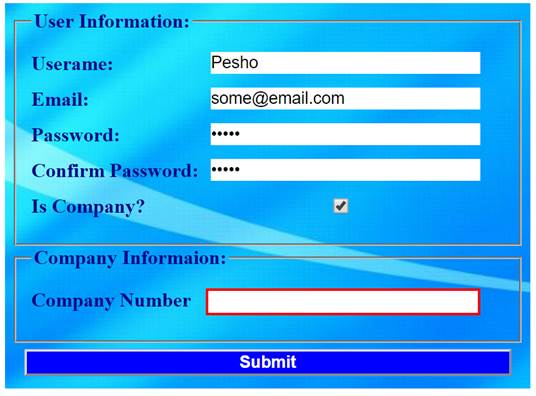 User Information:
Userame: Pesho
Email: some@email.com
Password: •••••
Confirm Password: •••••
Is Company?
Company Informaion:
Company Number
Submit